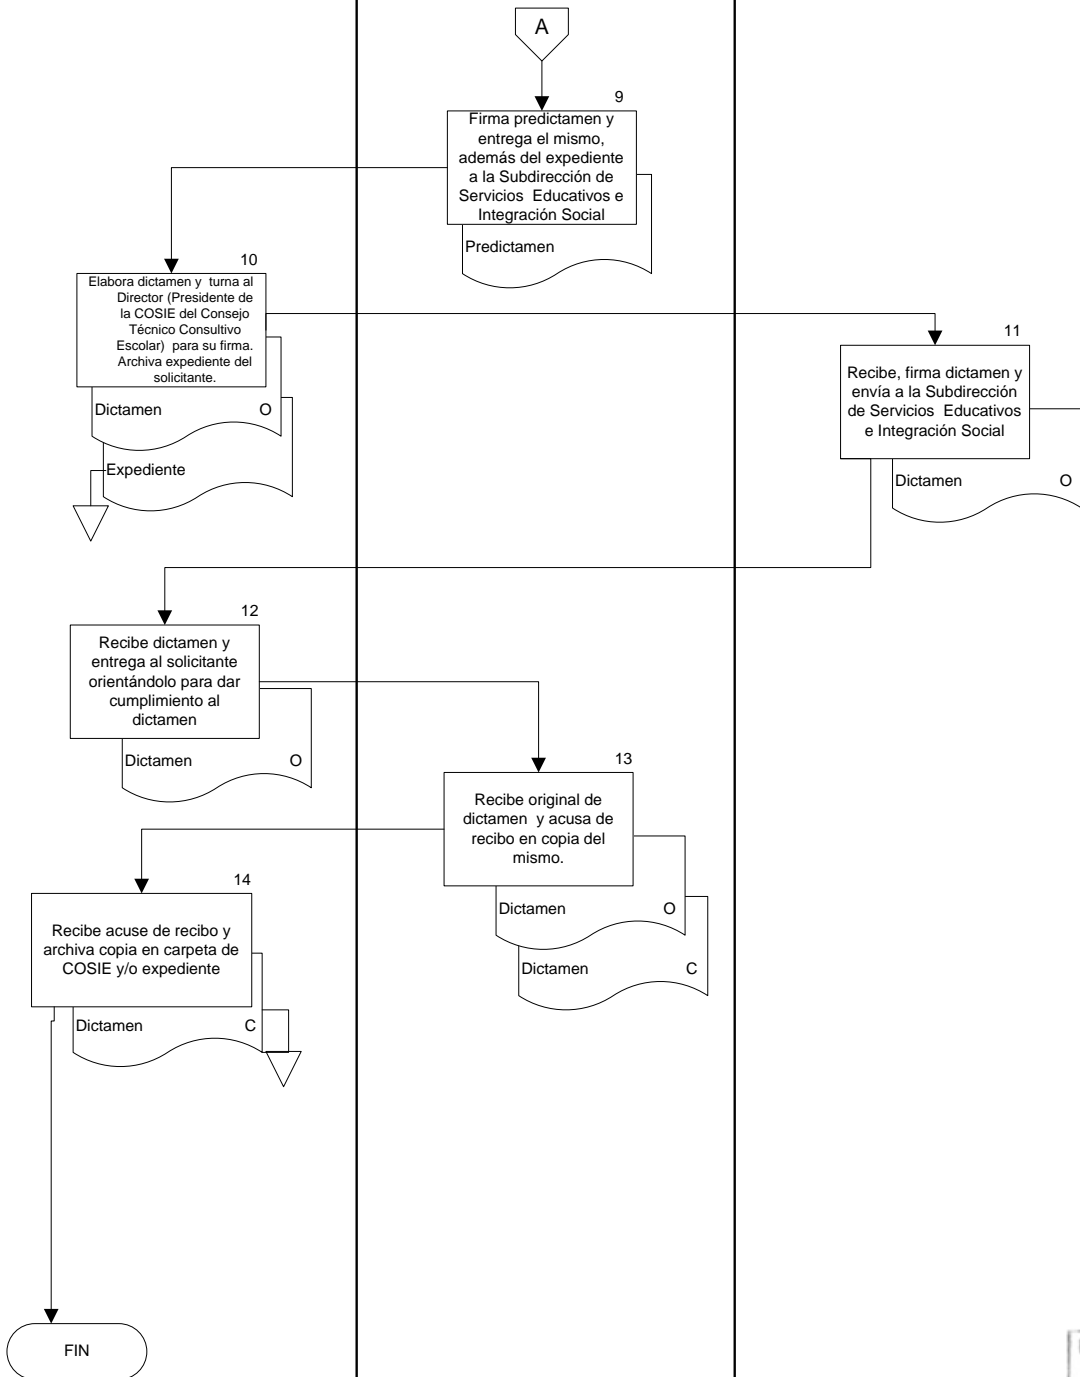 A
9
Firma predictamen y
entrega el mismo,
además del expediente
a la Subdirección de
Servicios Educativos e
Integración Social
Predictamen
10
Elabora dictamen y turna al
Director (Presidente de
la COSIE del Consejo
Técnico Consultivo
Escolar) para su firma.
Archiva expediente del
solicitante.
Dictamen O
Expediente
11
Recibe, firma dictamen y
envía a la Subdirección
de Servicios Educativos
e Integración Social
Dictamen O
12
Recibe dictamen y
entrega al solicitante
orientándolo para dar
cumplimiento al
dictamen
Dictamen O
13
Recibe original de
dictamen y acusa de
recibo en copia del
mismo.
Dictamen O
Dictamen C
14
Recibe acuse de recibo y
archiva copia en carpeta de
COSIE y/o expediente
Dictamen C
FIN